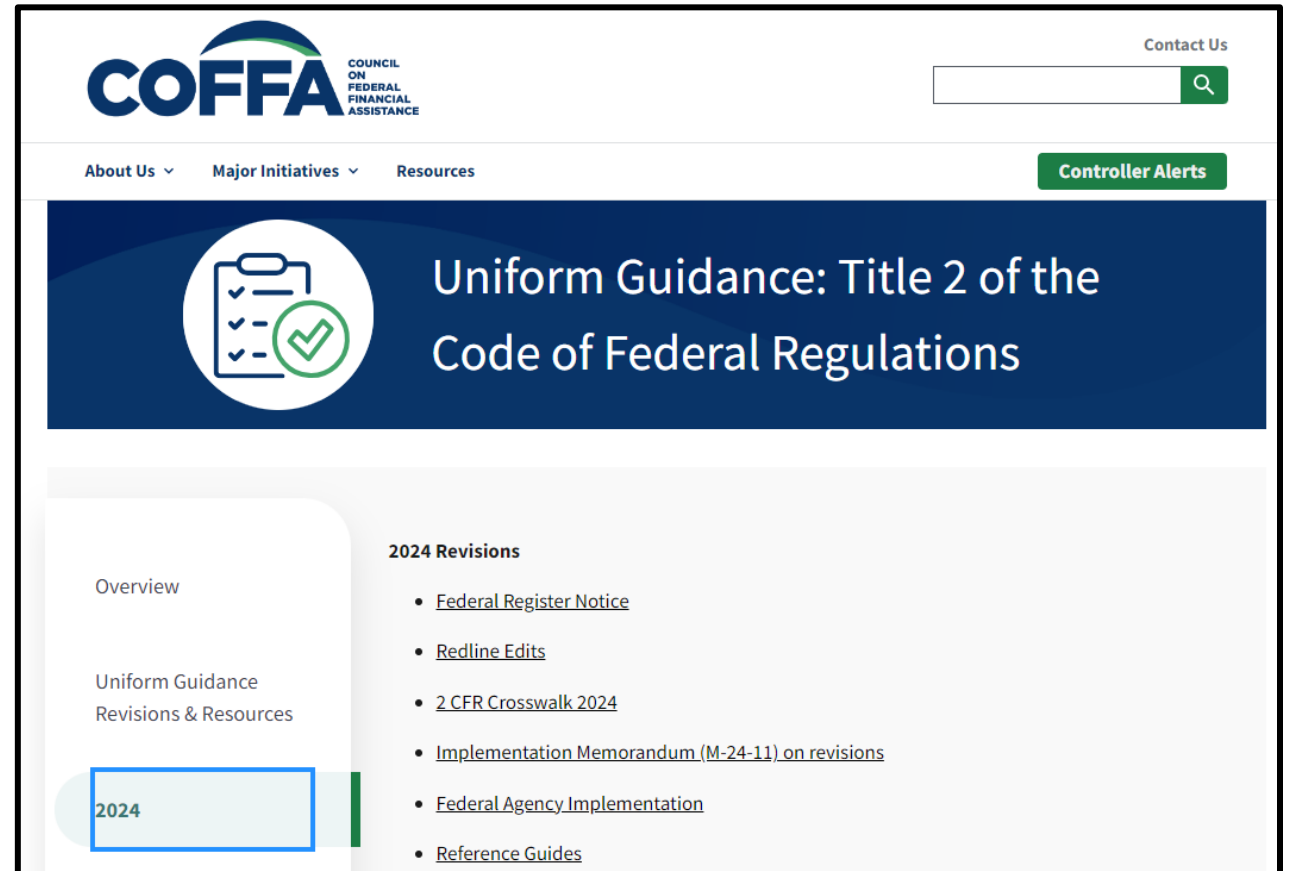 COFFA
COUNCIL
ON
FEDERAL
FINANCIAL
ASSISTANCE
Contact Us
About Us
Major Initiatives
Resources
Controller Alerts
Uniform Guidance: Title 2 of the
Code of Federal Regulations
Overview
Uniform Guidance
Revisions & Resources
2024
2024 Revisions
Federal Register Notice
Redline Edits
2 CFR Crosswalk 2024
Implementation Memorandum (M-24-11) on revisions
Federal Agency Implementation
Reference Guides